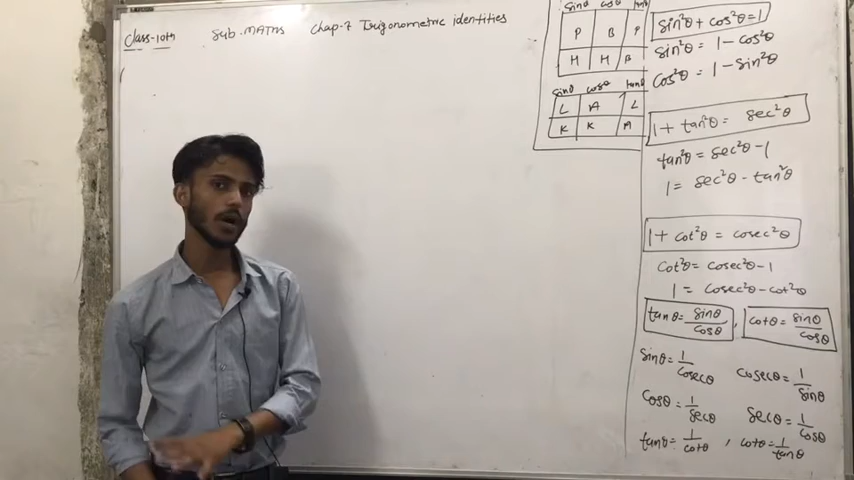 Class-10th Sub. MATHS Chap-7 Trigonometric identities
Sinθ Cosθ tanθ
P B P
H H B
Sinθ Cosθ tanθ
L A L
K K A
Sin²θ + Cos²θ = 1
Sin²θ = 1 - Cos²θ
Cos²θ = 1 - Sin²θ
1 + tan²θ = Sec²θ
tan²θ = Sec²θ - 1
1 = Sec²θ - tan²θ
1 + Cot²θ = Cosec²θ
Cot²θ = Cosec²θ - 1
1 = Cosec²θ - Cot²θ
tanθ = Sinθ/Cosθ , Cotθ = Sinθ/Cosθ
Sinθ = 1/Cosecθ Cosecθ = 1/Sinθ
Cosθ = 1/Secθ Secθ = 1/Cosθ
tanθ = 1/Cotθ , Cotθ = 1/tanθ